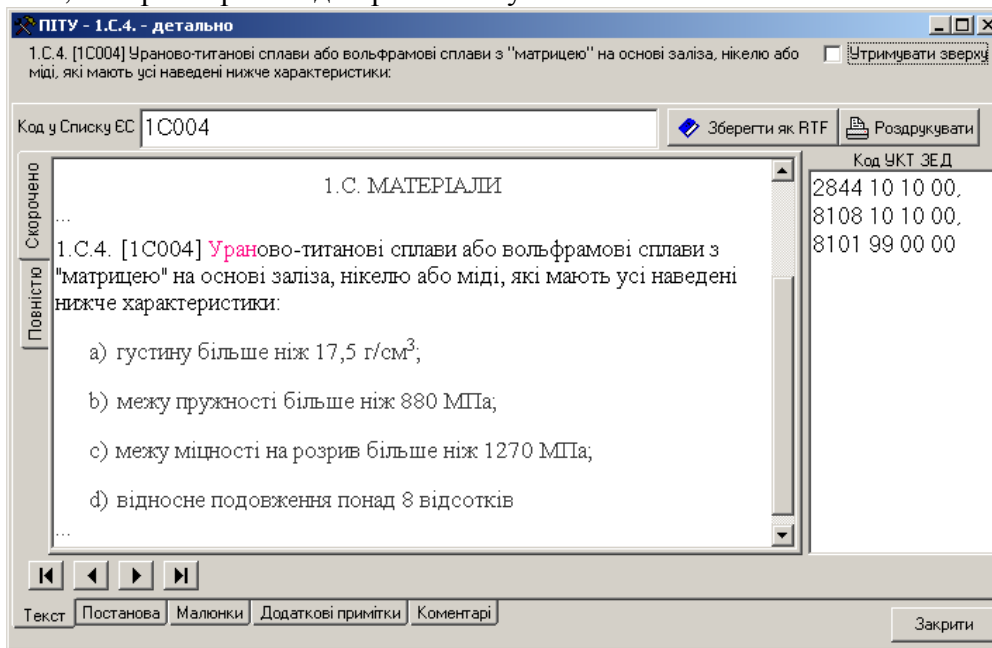 ПІТУ - 1.C.4. - детально
1.C.4. [1C004] Ураново-титанові сплави або вольфрамові сплави з "матрицею" на основі заліза, нікелю або
міді, які мають усі наведені нижче характеристики:
Утримувати зверху
Код у Списку ЄС 1C004
Зберегти як RTF
Роздрукувати
Код УКТ ЗЕД
Скорочено
Повністю
1.C. МАТЕРІАЛИ
...
1.C.4. [1C004] Ураново-титанові сплави або вольфрамові сплави з
"матрицею" на основі заліза, нікелю або міді, які мають усі наведені
нижче характеристики:
a) густину більше ніж 17,5 г/см³;
b) межу пружності більше ніж 880 МПа;
c) межу міцності на розрив більше ніж 1270 МПа;
d) відносне подовження понад 8 відсотків
...
2844 10 10 00,
8108 10 10 00,
8101 99 00 00
Текст Постанова Малюнки Додаткові примітки Коментарі
Закрити